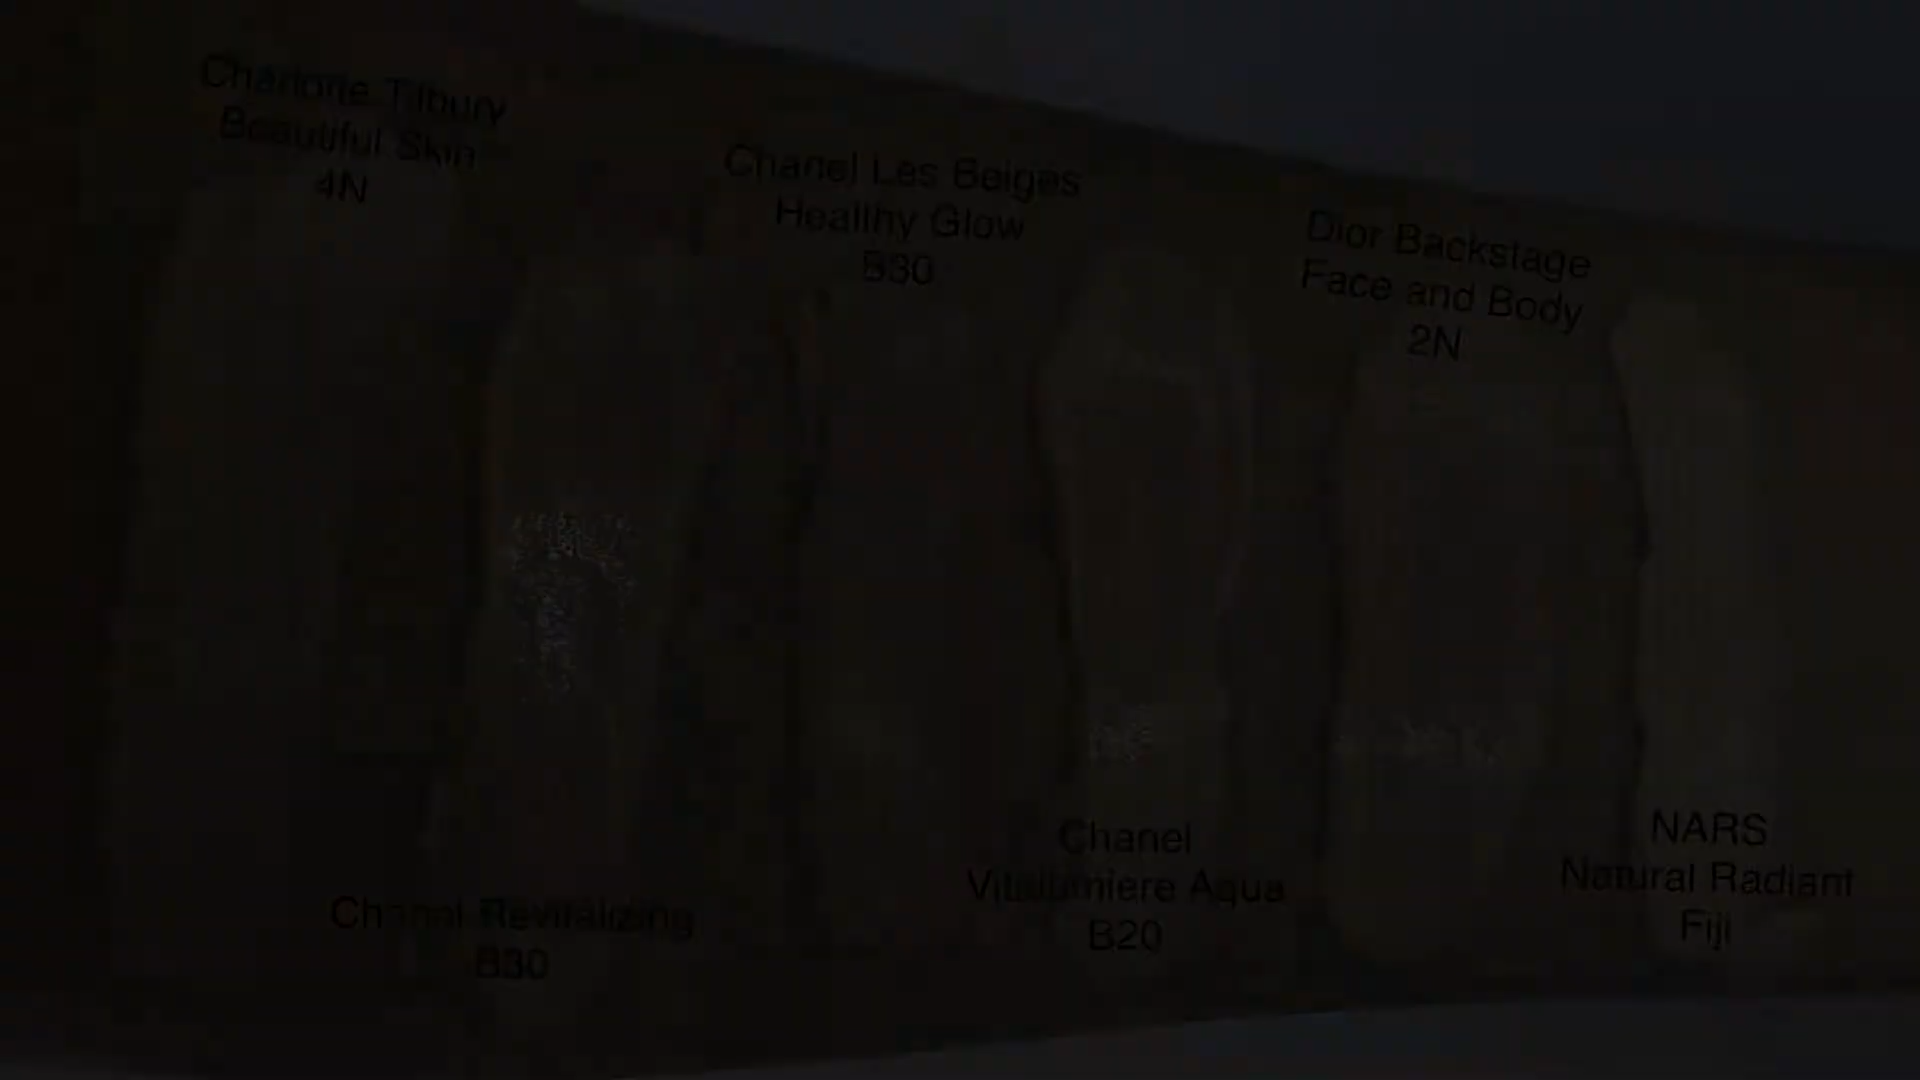 Charlotte Tilbury
Beautiful Skin
4N
Chanel Les Beiges
Healthy Glow
B30
Dior Backstage
Face and Body
2N
Chanel Revitalizing
B30
Chanel
Vitalumiere Aqua
B20
NARS
Natural Radiant
Fiji